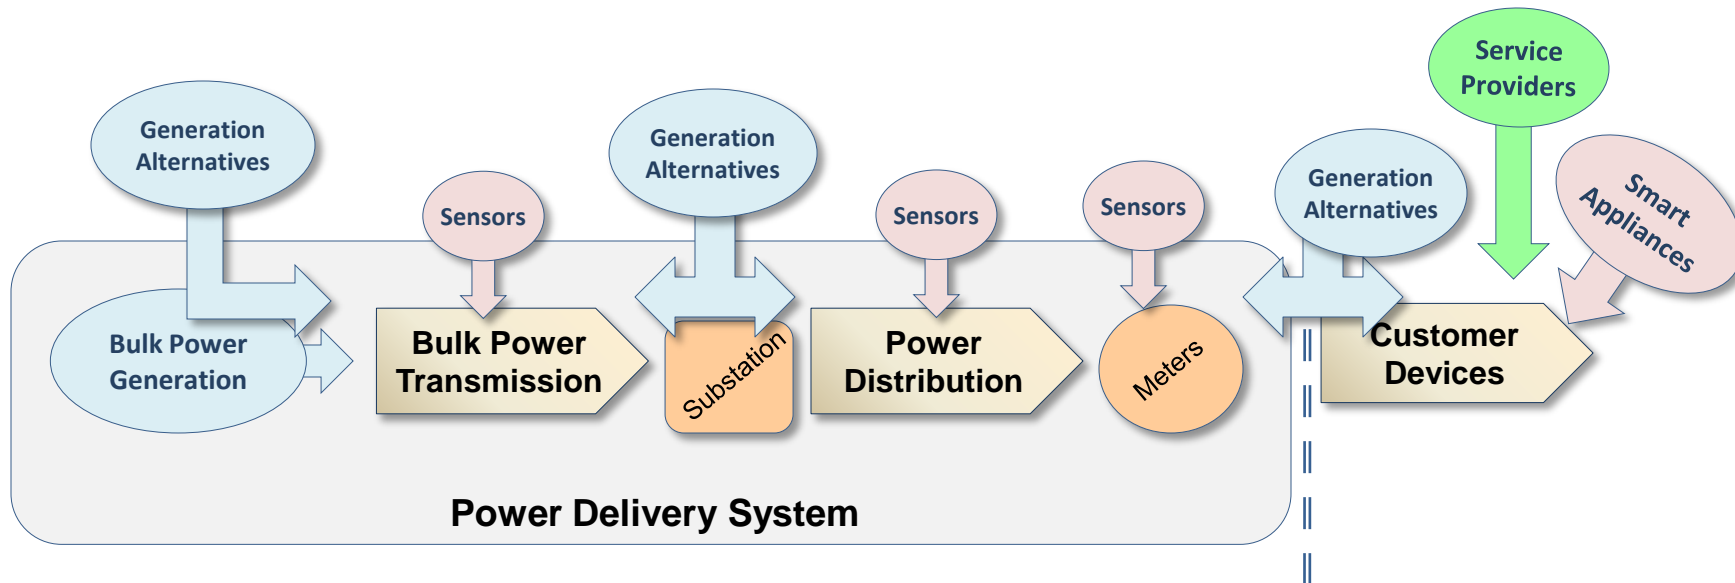 Service
Providers
Generation
Alternatives
Generation
Alternatives
Generation
Alternatives
Smart
Appliances
Sensors
Sensors
Sensors
Bulk Power
Generation
Bulk Power
Transmission
Substation
Power
Distribution
Meters
Customer
Devices
Power Delivery System